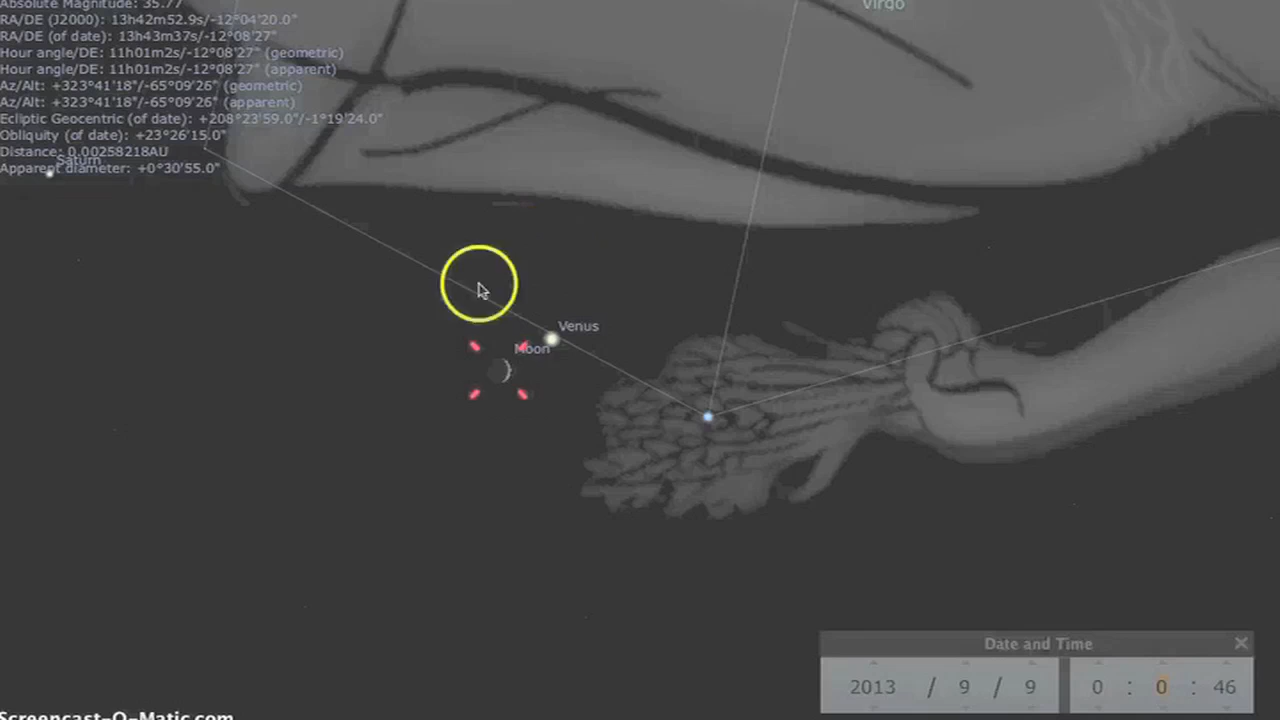 Absolute Magnitude: 35.77
RA/DE (J2000): 13h42m52.9s/-12°04'20.0"
RA/DE (of date): 13h43m37s/-12°08'27"
Hour angle/DE: 11h01m2s/-12°08'27" (geometric)
Hour angle/DE: 11h01m2s/-12°08'27" (apparent)
Az/Alt: +323°41'18"/-65°09'26" (geometric)
Az/Alt: +323°41'18"/-65°09'26" (apparent)
Ecliptic Geocentric (of date): +208°23'59.0"/-1°19'24.0"
Obliquity (of date): +23°26'15.0"
Distance: 0.00258218AU
Saturn
Apparent diameter: +0°30'55.0"
Virgo
Venus
Moon
Date and Time
2013 / 9 / 9 0 : 0 : 46
Screencast-O-Matic.com